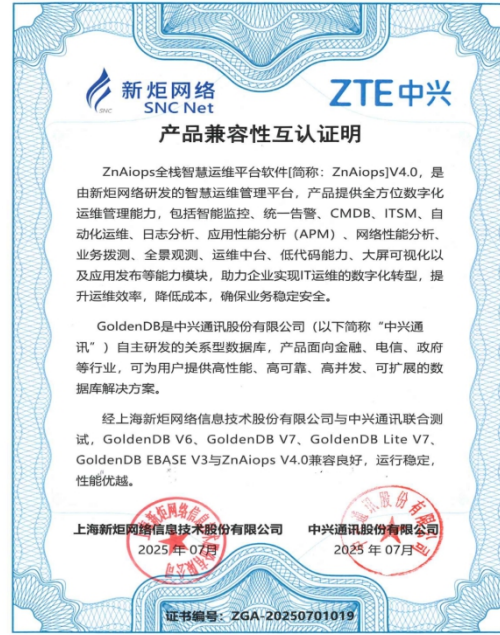 新炬网络
SNC Net
SNC
ZTE中兴
产品兼容性互认证明
ZnAiops全栈智慧运维平台软件[简称：ZnAiops]V4.0，是
由新炬网络研发的智慧运维管理平台，产品提供全方位数字化
运维管理能力，包括智能监控、统一告警、CMDB、ITSM、自
动化运维、日志分析、应用性能分析（APM）、网络性能分析、
业务拨测、全景观测、运维中台、低代码能力、大屏可视化以
及应用发布等能力模块，助力企业实现IT运维的数字化转型，提
升运维效率，降低成本，确保业务稳定安全。
GoldenDB是中兴通讯股份有限公司（以下简称“中兴通
讯”）自主研发的关系型数据库，产品面向金融、电信、政府
等行业，可为用户提供高性能、高可靠、高并发、可扩展的数
据库解决方案。
经上海新炬网络信息技术股份有限公司与中兴通讯联合测
试，GoldenDB V6、GoldenDB V7、GoldenDB Lite V7、
GoldenDB EBASE V3与ZnAiops V4.0兼容良好，运行稳定，
性能优越。
上海新炬网络信息技术股份有限公司 中兴通讯股份有限公司
2025 年 07月 2025 年 07月
证书编号：ZGA-20250701019